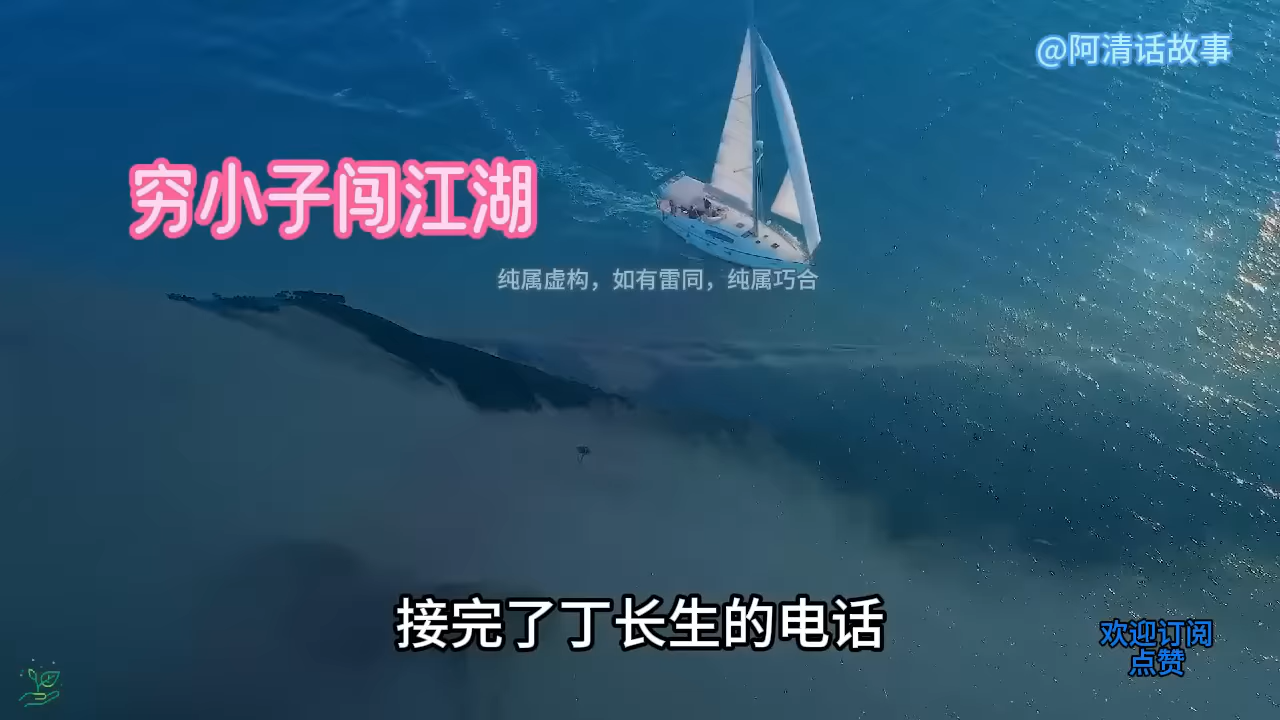 @阿清话故事
穷小子闯江湖
纯属虚构，如有雷同，纯属巧合
接完了丁长生的电话
欢迎订阅
点赞